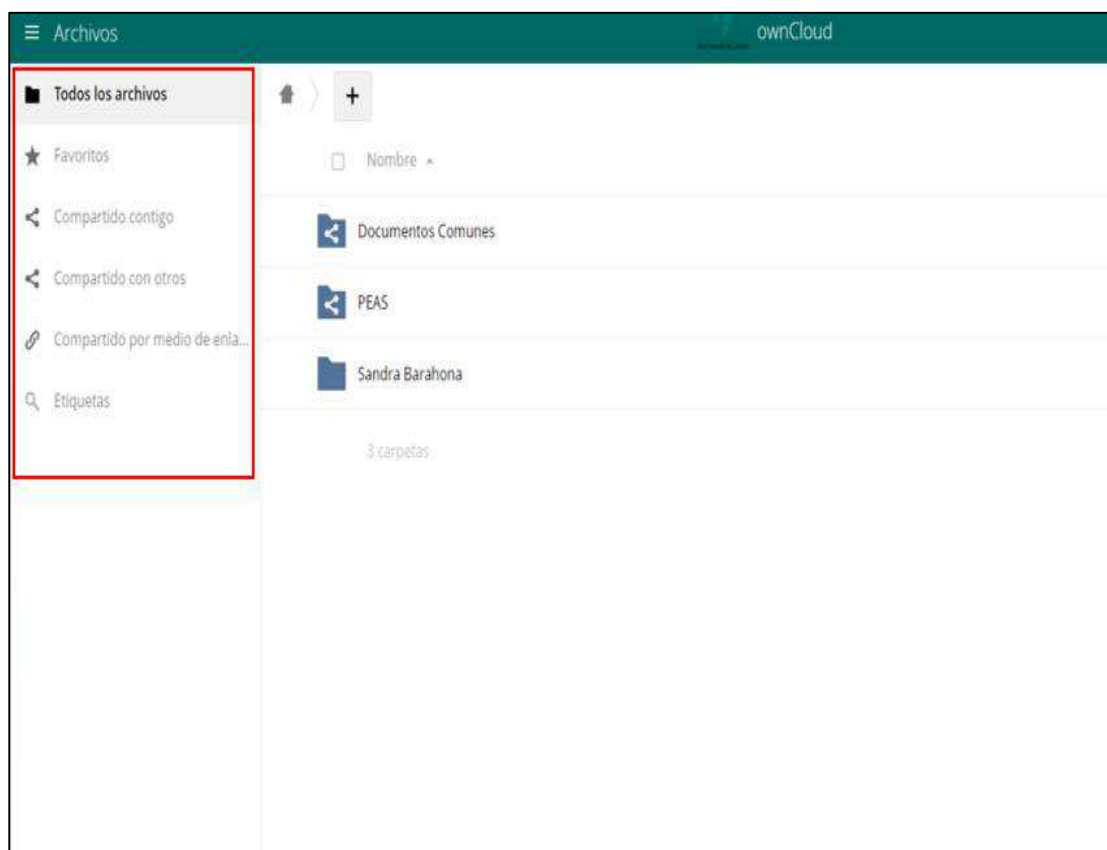 Archivos
ownCloud
Todos los archivos
Favoritos
Compartido contigo
Compartido con otros
Compartido por medio de enla...
Etiquetas
+
Nombre
Documentos Comunes
PEAS
Sandra Barahona
3 carpetas